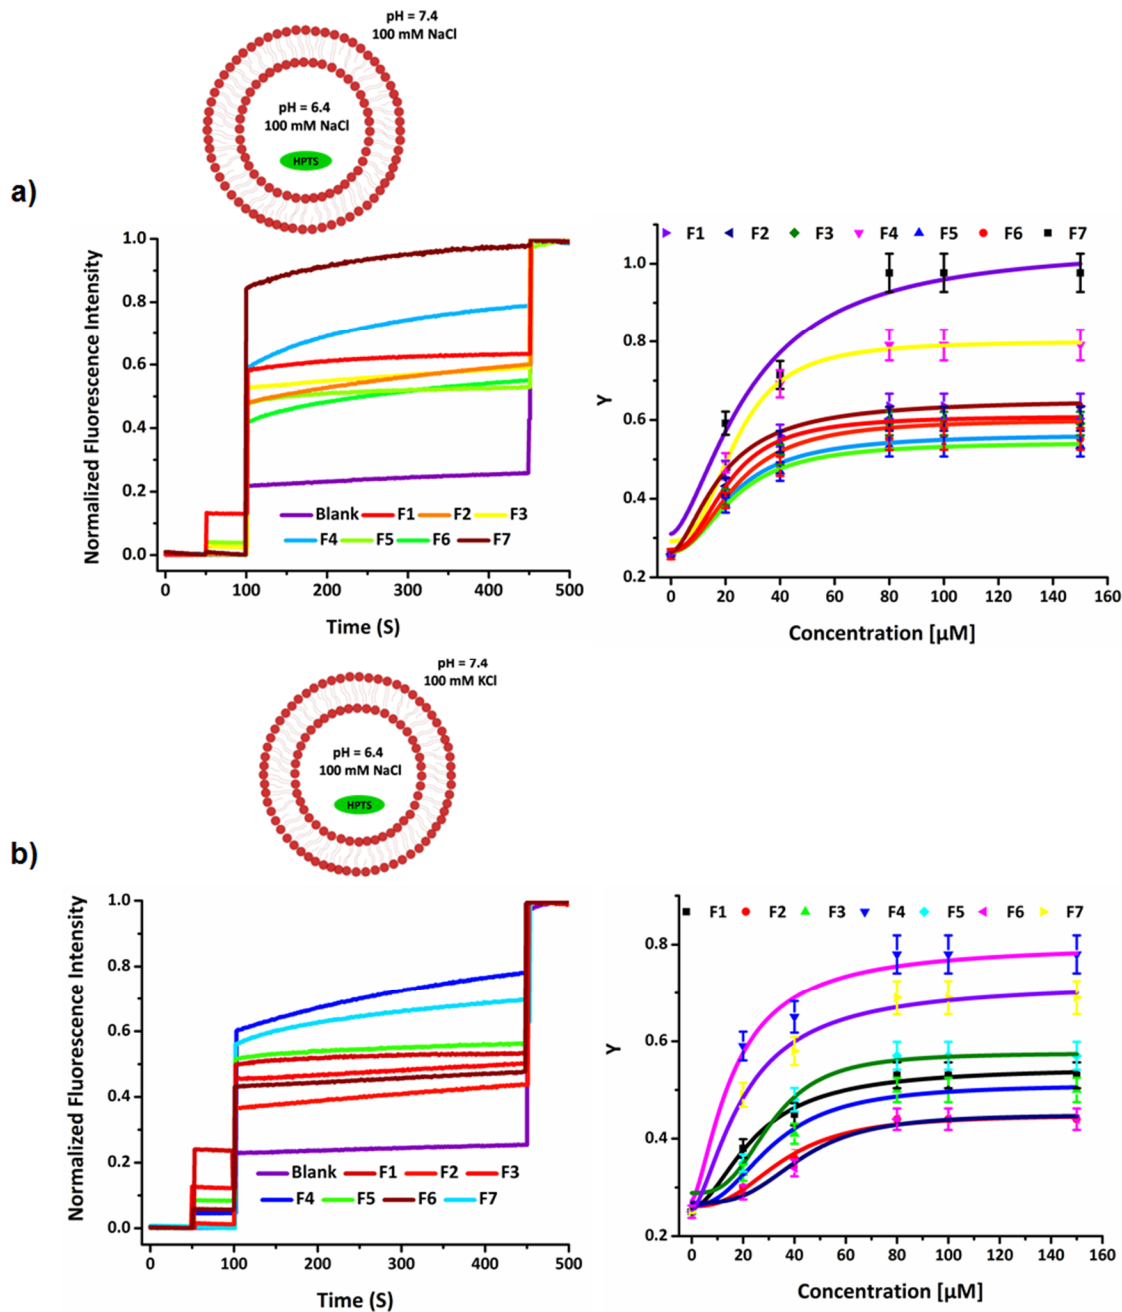 pH = 7.4
100 mM NaCl
pH = 6.4
100 mM NaCl
HPTS
a)
Normalized Fluorescence Intensity
1.0
0.8
0.6
0.4
0.2
0.0
Blank F1 F2 F3
F4 F5 F6 F7
0 100 200 300 400 500
Time (S)
F1 F2 F3 F4 F5 F6 F7
Y
1.0
0.8
0.6
0.4
0.2
0 20 40 60 80 100 120 140 160
Concentration [µM]
pH = 7.4
100 mM KCl
pH = 6.4
100 mM NaCl
HPTS
b)
Normalized Fluorescence Intensity
1.0
0.8
0.6
0.4
0.2
0.0
Blank F1 F2 F3
F4 F5 F6 F7
0 100 200 300 400 500
Time (S)
F1 F2 F3 F4 F5 F6 F7
Y
0.8
0.6
0.4
0.2
0 20 40 60 80 100 120 140 160
Concentration [µM]